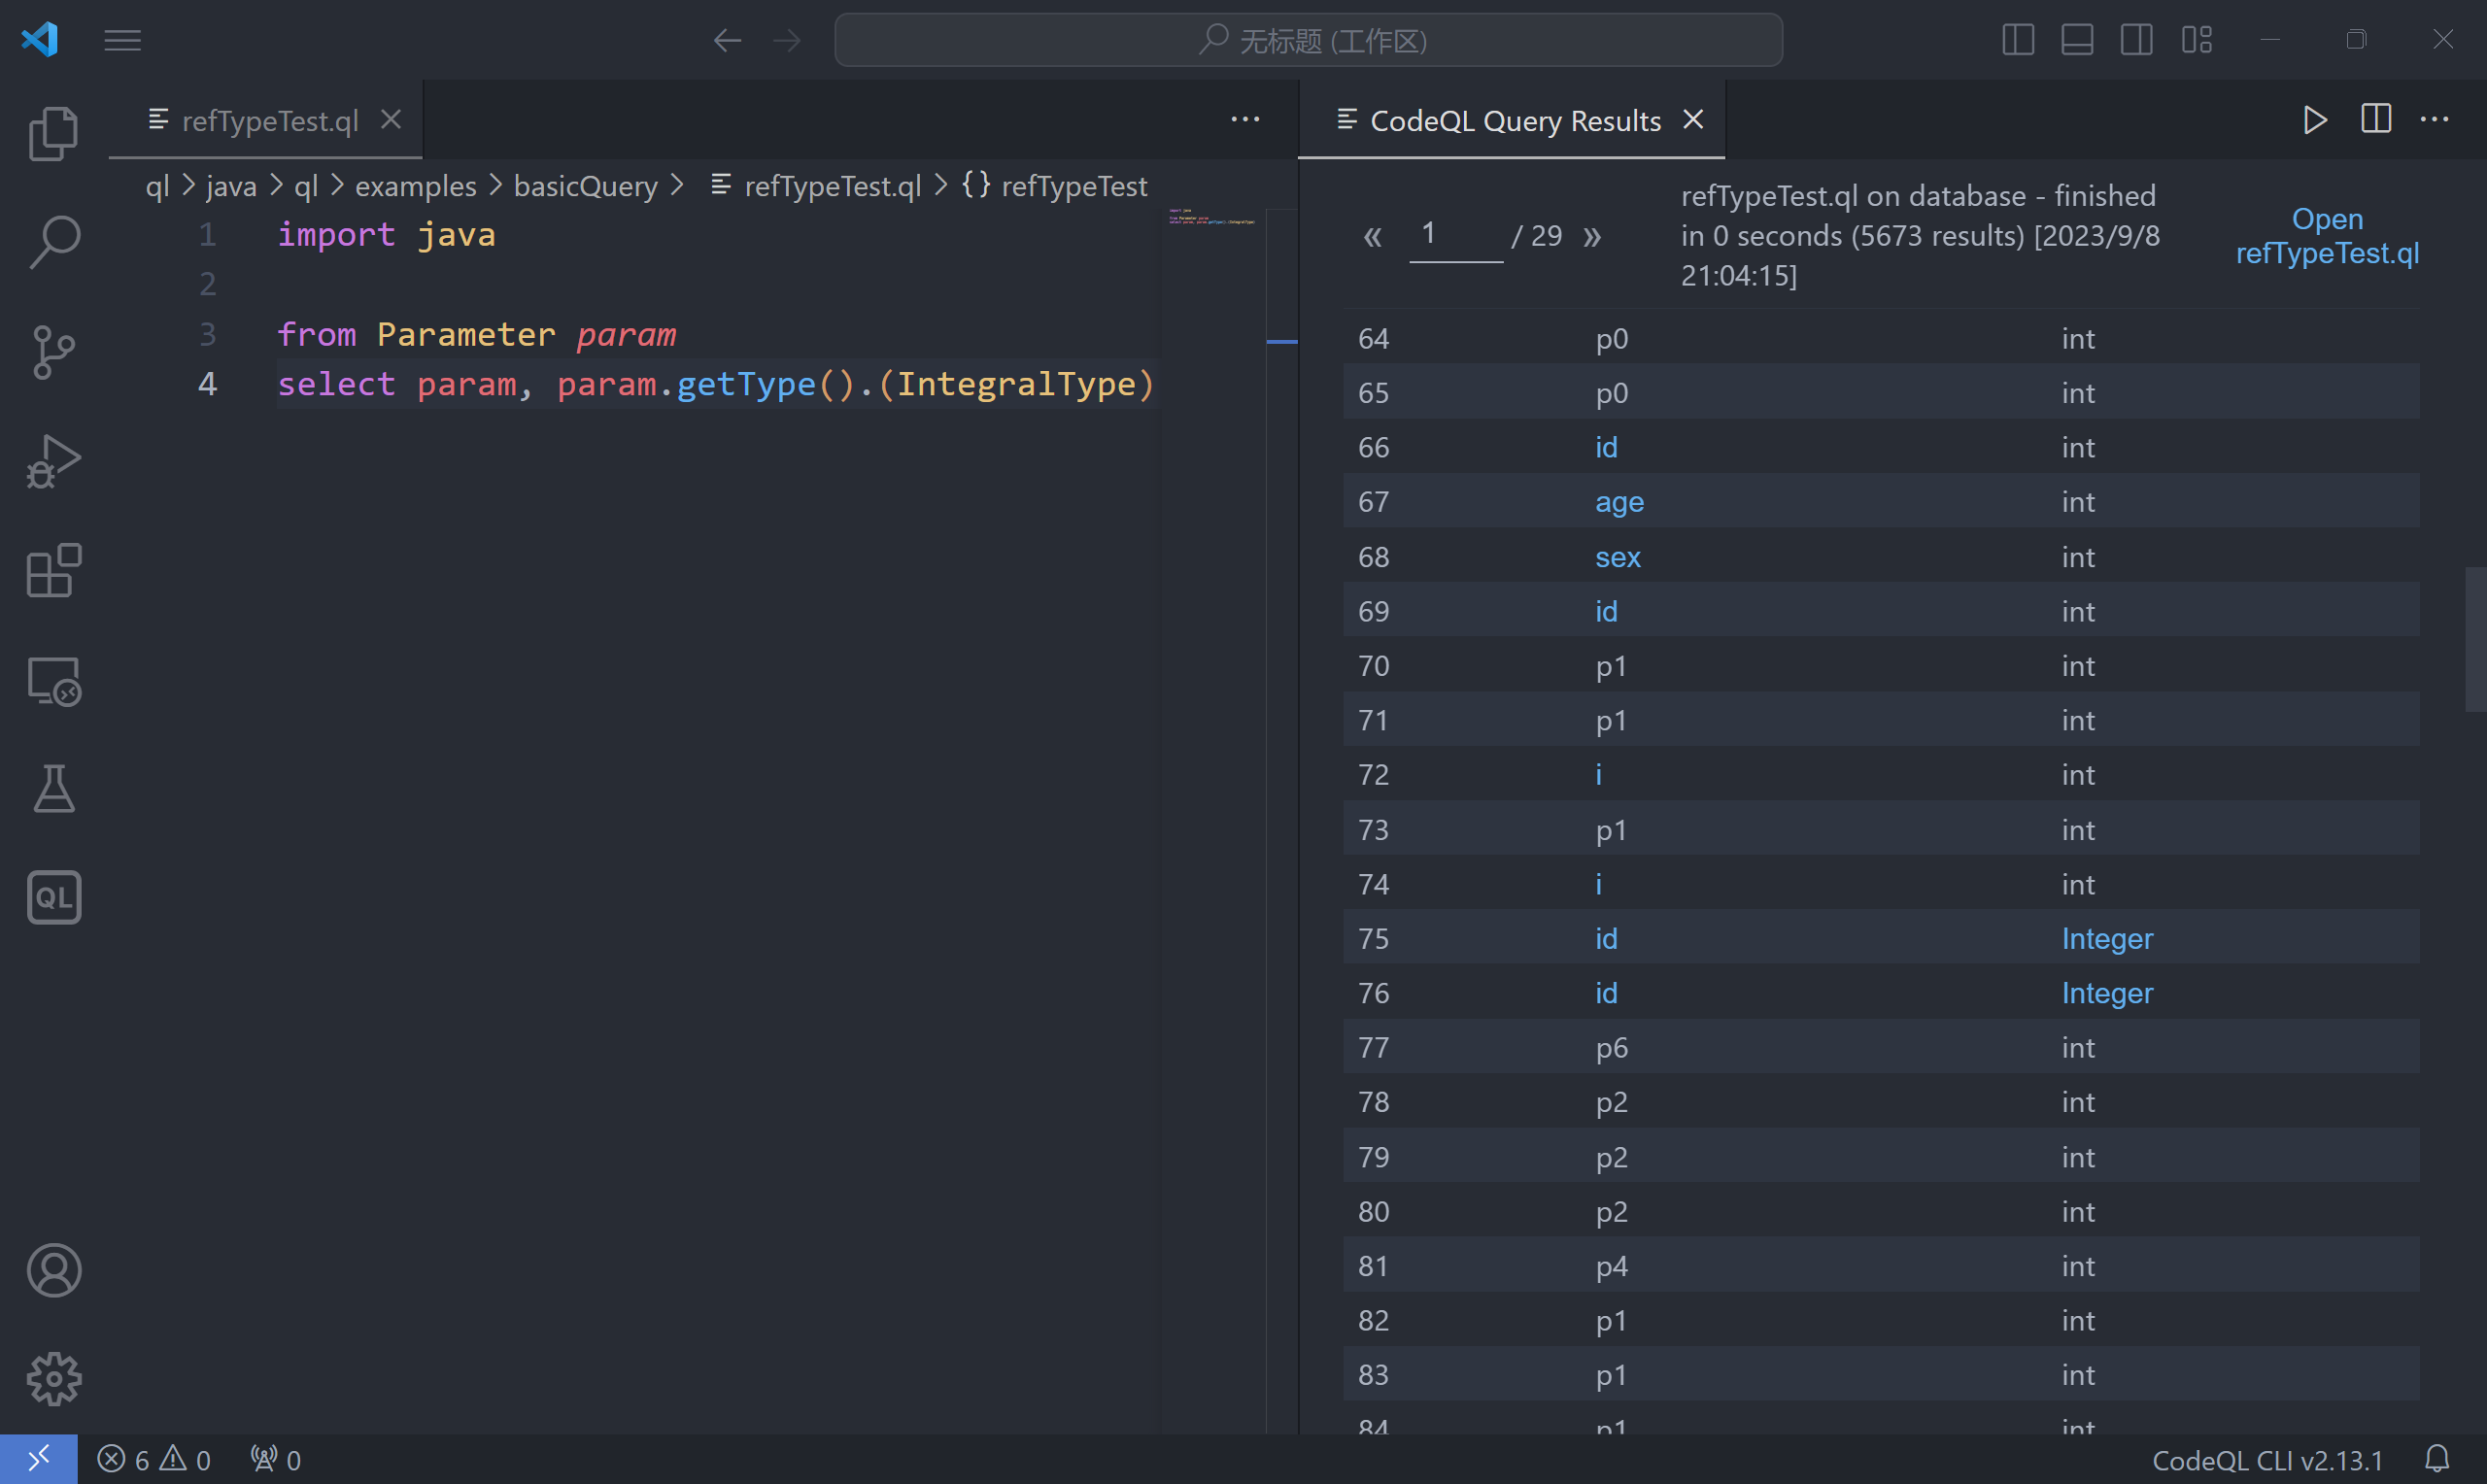 无标题 (工作区)
refTypeTest.ql
CodeQL Query Results
ql > java > ql > examples > basicQuery > refTypeTest.ql > {} refTypeTest
1 import java
2
3 from Parameter param
4 select param, param.getType().(IntegralType)
« 1 / 29 »
refTypeTest.ql on database - finished
in 0 seconds (5673 results) [2023/9/8
21:04:15]
Open
refTypeTest.ql
64 p0 int
65 p0 int
66 id int
67 age int
68 sex int
69 id int
70 p1 int
71 p1 int
72 i int
73 p1 int
74 i int
75 id Integer
76 id Integer
77 p6 int
78 p2 int
79 p2 int
80 p2 int
81 p4 int
82 p1 int
83 p1 int
84 p1 int
QL
6 0 0
CodeQL CLI v2.13.1